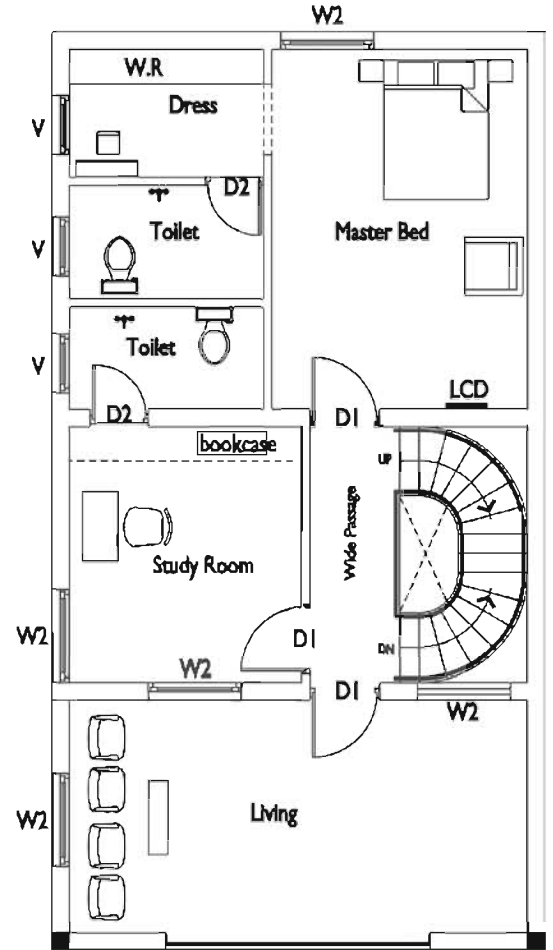 W2
W.R
Dress
V
D2
Toilet
Master Bed
V
Toilet
V
LCD
D2
D1
bookcase
UP
Wide Passage
Study Room
W2
D1
DN
W2
D1
W2
W2
Living